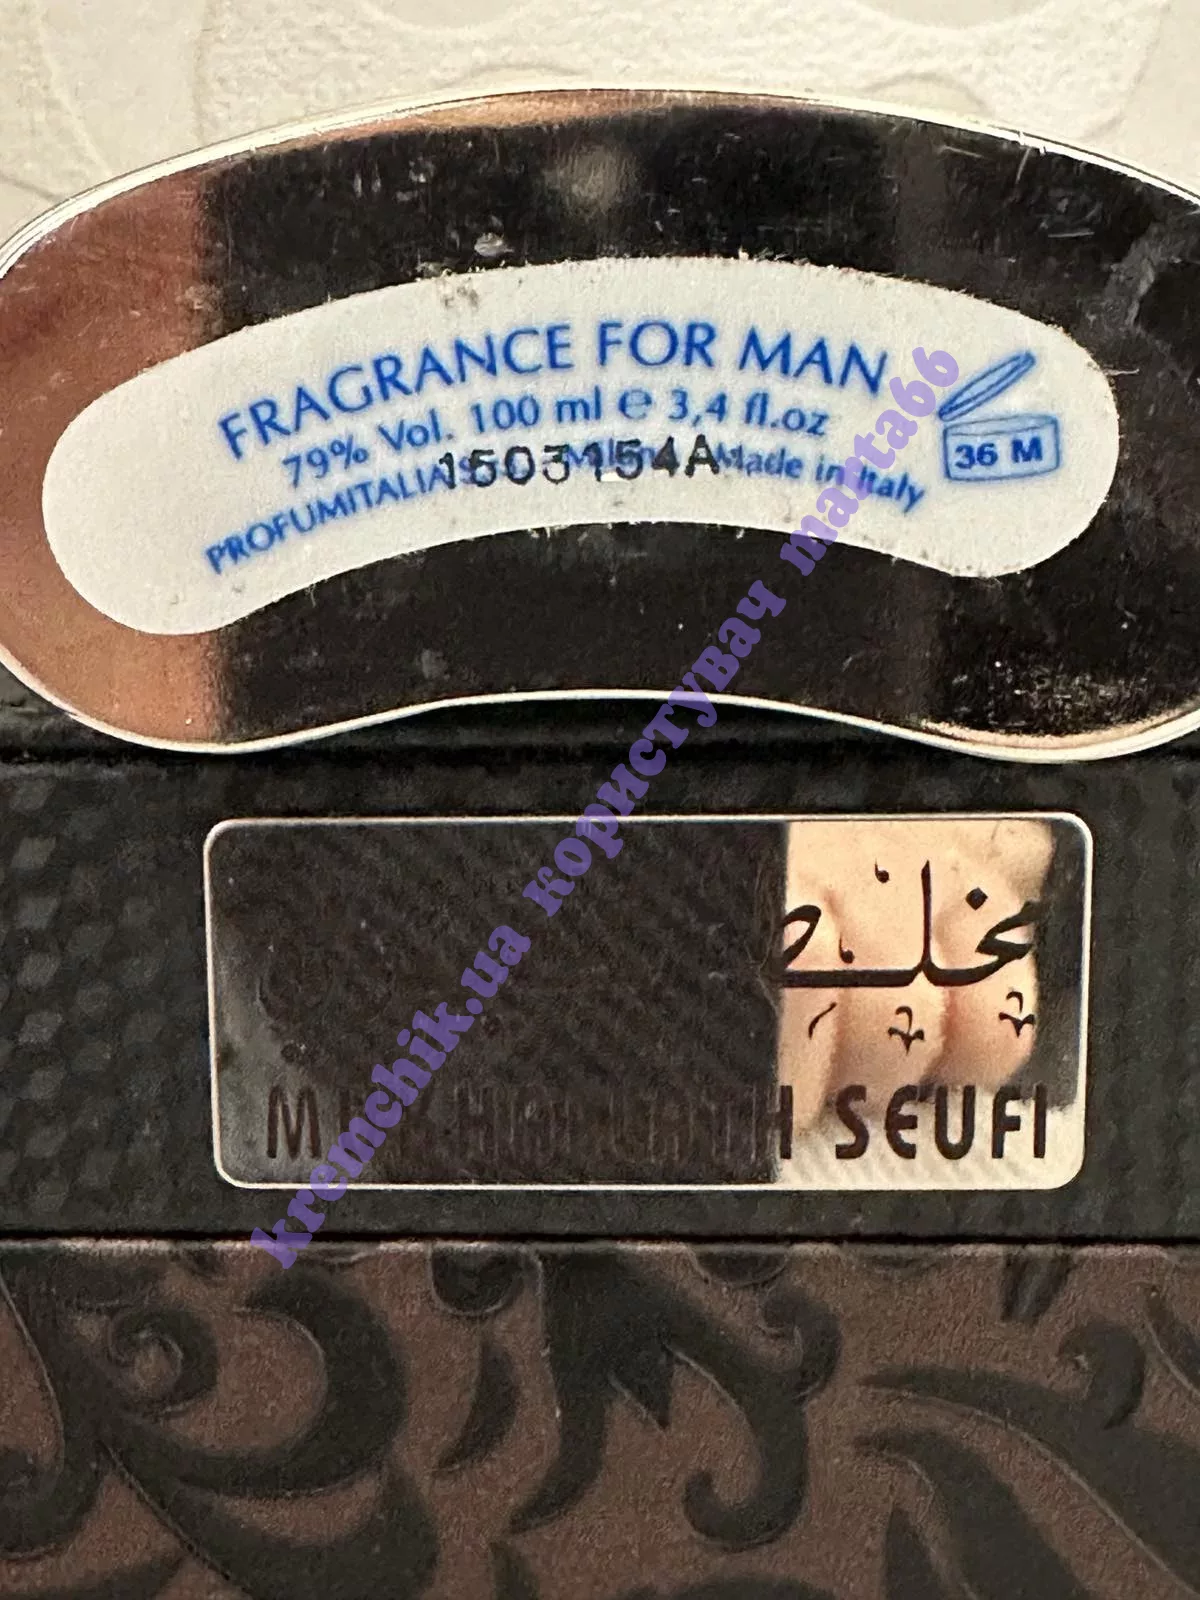 FRAGRANCE FOR MAN
79% Vol. 100 ml e 3,4 fl.oz
PROFUMITALIA Made in Italy
1503154A
36 M
SEUFI
kremchik.ua користувач marta66